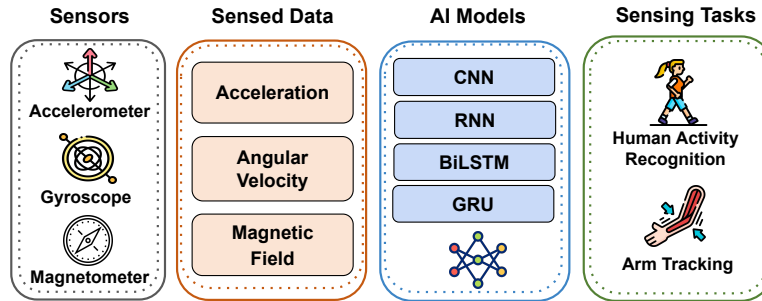 Sensors
Accelerometer
Gyroscope
Magnetometer
Sensed Data
Acceleration
Angular
Velocity
Magnetic
Field
AI Models
CNN
RNN
BiLSTM
GRU
Sensing Tasks
Human Activity
Recognition
Arm Tracking